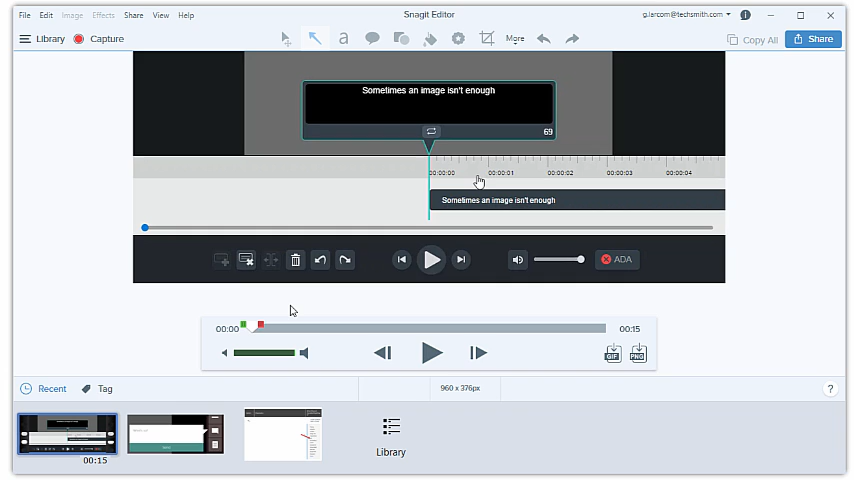 Snagit Editor
File Edit Image Effects Share View Help
g.larcom@techsmith.com
Library Capture
a
More
Copy All Share
Sometimes an image isn't enough
69
00:00:00 00:00:01 00:00:02 00:00:03 00:00:04
Sometimes an image isn't enough
ADA
00:00 00:15
GIF PNG
Recent Tag
960 x 376px
?
00:15
Library